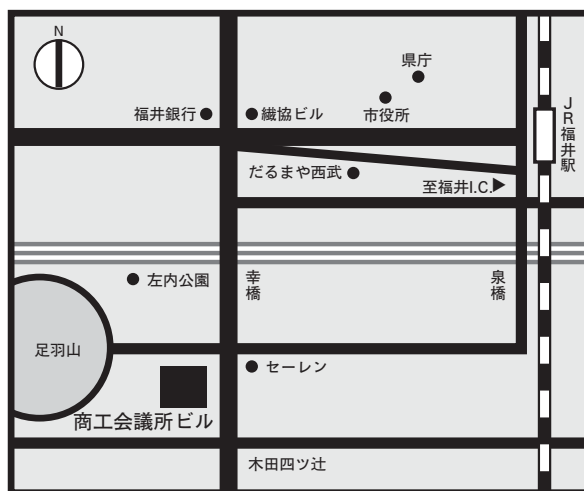 N
県庁
福井銀行
繊協ビル
市役所
JR福井駅
だるまや西武
至福井I.C.
左内公園
幸橋
泉橋
足羽山
セーレン
商工会議所ビル
木田四ツ辻